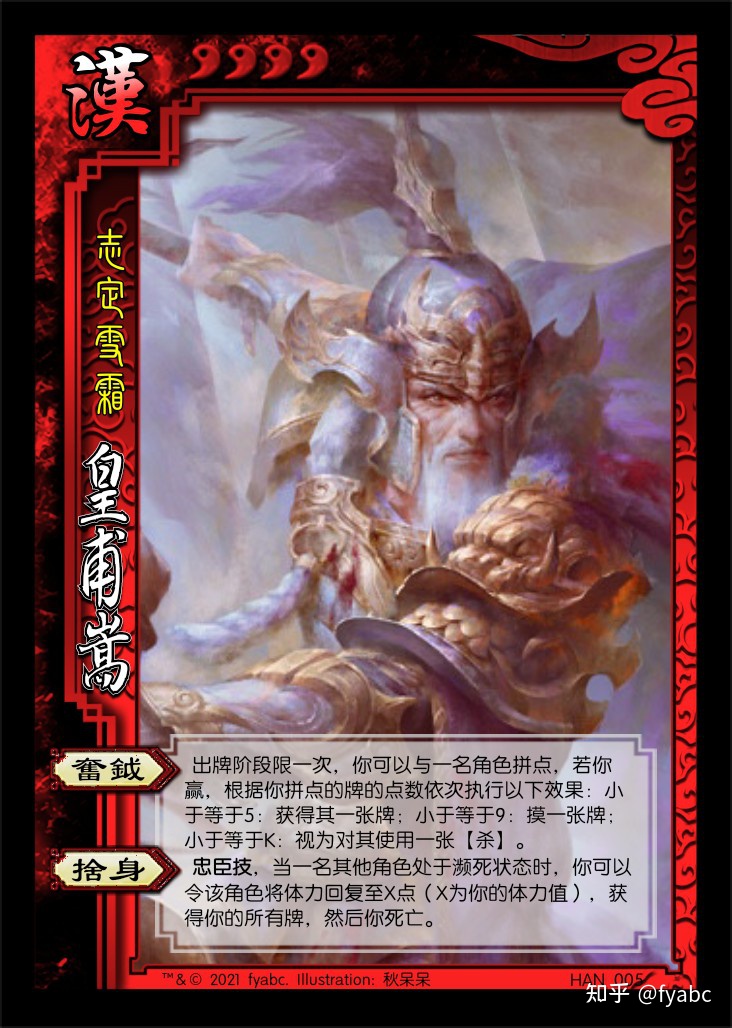 漢
志定雪霜
皇甫嵩
奮鉞
出牌阶段限一次，你可以与一名角色拼点，若你
赢，根据你拼点的牌的点数依次执行以下效果：小
于等于5：获得其一张牌；小于等于9：摸一张牌；
小于等于K：视为对其使用一张【杀】。
捨身
忠臣技，当一名其他角色处于濒死状态时，你可以
令该角色将体力回复至X点（X为你的体力值），获
得你的所有牌，然后你死亡。
™&© 2021 fyabc. Illustration: 秋呆呆
HAN 005
知乎 @fyabc